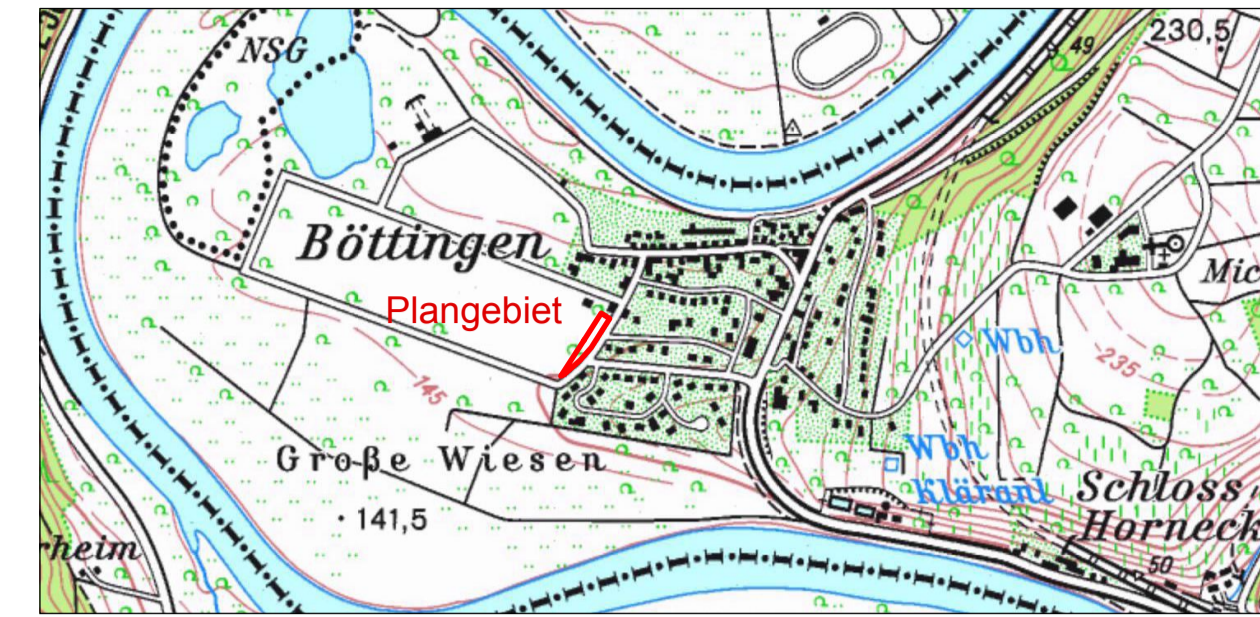 NSG
49
230,5
Böttingen
Mic
Plangebiet
Wbh
235
145
Große Wiesen
Wbh
Kläranl
Schloss
Horneck
141,5
rheim
50